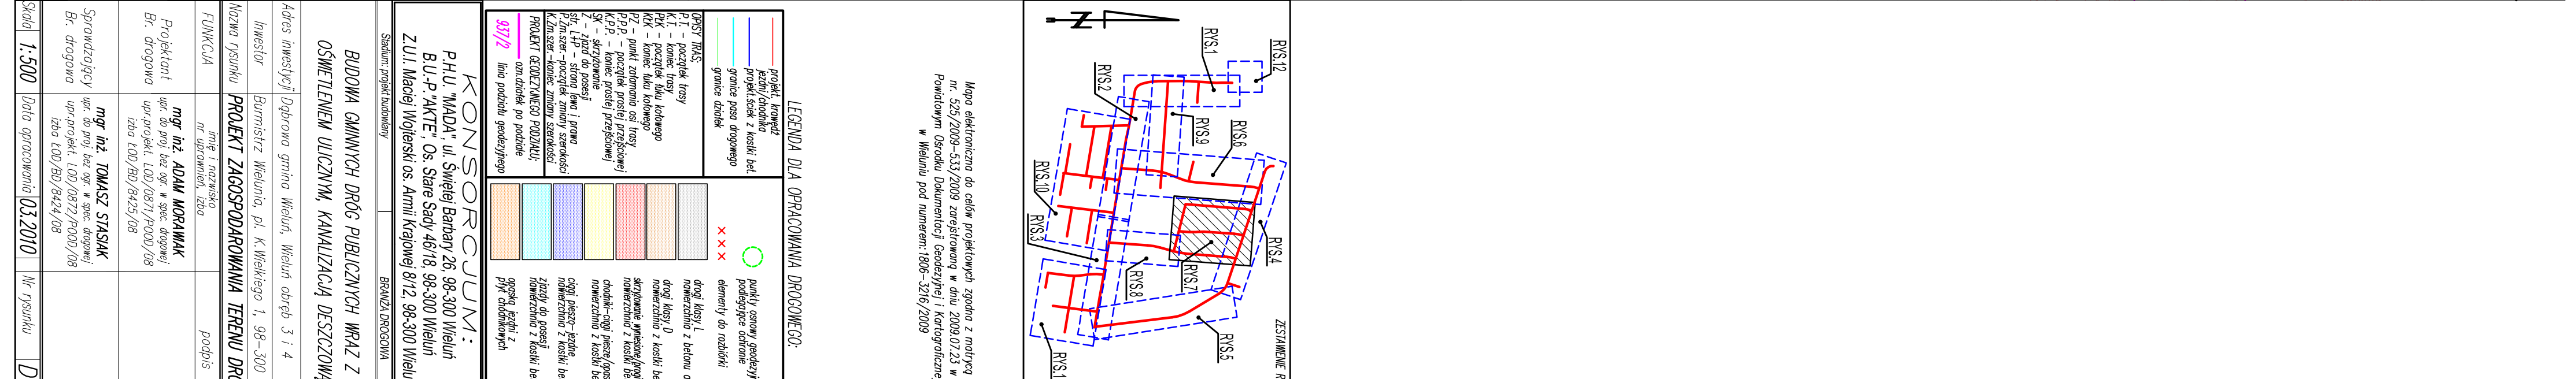 ZESTAWIENIE R
RYS.12
RYS.1
RYS.2
RYS.9
RYS.6
RYS.4
RYS.10
RYS.3
RYS.7
RYS.8
RYS.5
RYS.1
N
Mapa elektroniczna do celów projektowych zgodna z matrycą
nr. 525/2009-533/2009 zarejestrowaną w dniu 2009.07.23 w
Powiatowym Ośrodku Dokumentacji Geodezyjnej i Kartograficznej
w Wieluniu pod numerem:1806-3216/2009
LEGENDA DLA OPRACOWANIA DROGOWEGO:
projekt. krawędź
jezdni/chodnika
projekt.ściek z kostki bet.
granice pasa drogowego
granice działek
OPISY TRAS:
P.T. - początek trasy
K.T. - koniec trasy
PŁK - początek łuku kołowego
KŁK - koniec łuku kołowego
PZ - punkt załamania osi trasy
P.P.P. - początek prostej przejściowej
K.P.P. - koniec prostej przejściowej
SK - skrzyżowanie
Z - zjazd do posesji
str. L+P - strona lewa i prawa
P.Zm.szer.-początek zmiany szerokości
K.Zm.szer.-koniec zmiany szerokości
PROJEKT GEODEZYJNEGO PODZIAŁU:
937/2 ozn.działek po podziale
linia podziału geodezyjnego
punkty osnowy geodezyj
podlegające ochronie
elementy do rozbiórki
drogi klasy L
nawierzchnia z betonu a
drogi klasy D
nawierzchnia z kostki be
skrzyżowanie wyniesione/progi
nawierzchnia z kostki be
chodniki-ciągi piesze/opas
nawierzchnia z kostki be
ciągi pieszo-jezdne
nawierzchnia z kostki be
zjazdy do posesji
nawierzchnia z kostki be
opaska jezdni z
płyt chodnikowych
KONSORCJUM:
P.H.U. "MADA", ul. Świętej Barbary 26, 98-300 Wieluń
B.U.-P."AKTE", Os. Stare Sady 46/18, 98-300 Wieluń
Z.U.I. Maciej Wojterski os. Armii Krajowej 8/12, 98-300 Wielu
Stadium: projekt budowlany
BRANŻA DROGOWA
BUDOWA GMINNYCH DRÓG PUBLICZNYCH WRAZ Z
OŚWIETLENIEM ULICZNYM, KANALIZACJĄ DESZCZOWĄ
Adres inwestycji Dąbrowa gmina Wieluń, Wieluń obręb 3 i 4
Inwestor Burmistrz Wielunia, pl. K.Wielkiego 1, 98-300
Nazwa rysunku PROJEKT ZAGOSPODAROWANIA TERENU DRO
FUNKCJA
imię i nazwisko
nr uprawnień, izba
podpis
Projektant
Br. drogowa
mgr inż. ADAM MORAWIAK
upr. do proj. bez ogr. w spec. drogowej
upr.projekt. LOD/0871/POOD/08
izba ŁOD/BD/8425/08
Sprawdzający
Br. drogowa
mgr inż. TOMASZ STASIAK
upr. do proj. bez ogr. w spec. drogowej
upr.projekt. LOD/0872/POOD/08
izba ŁOD/BD/8424/08
Skala 1:500 Data opracowania 03.2010 Nr rysunku D